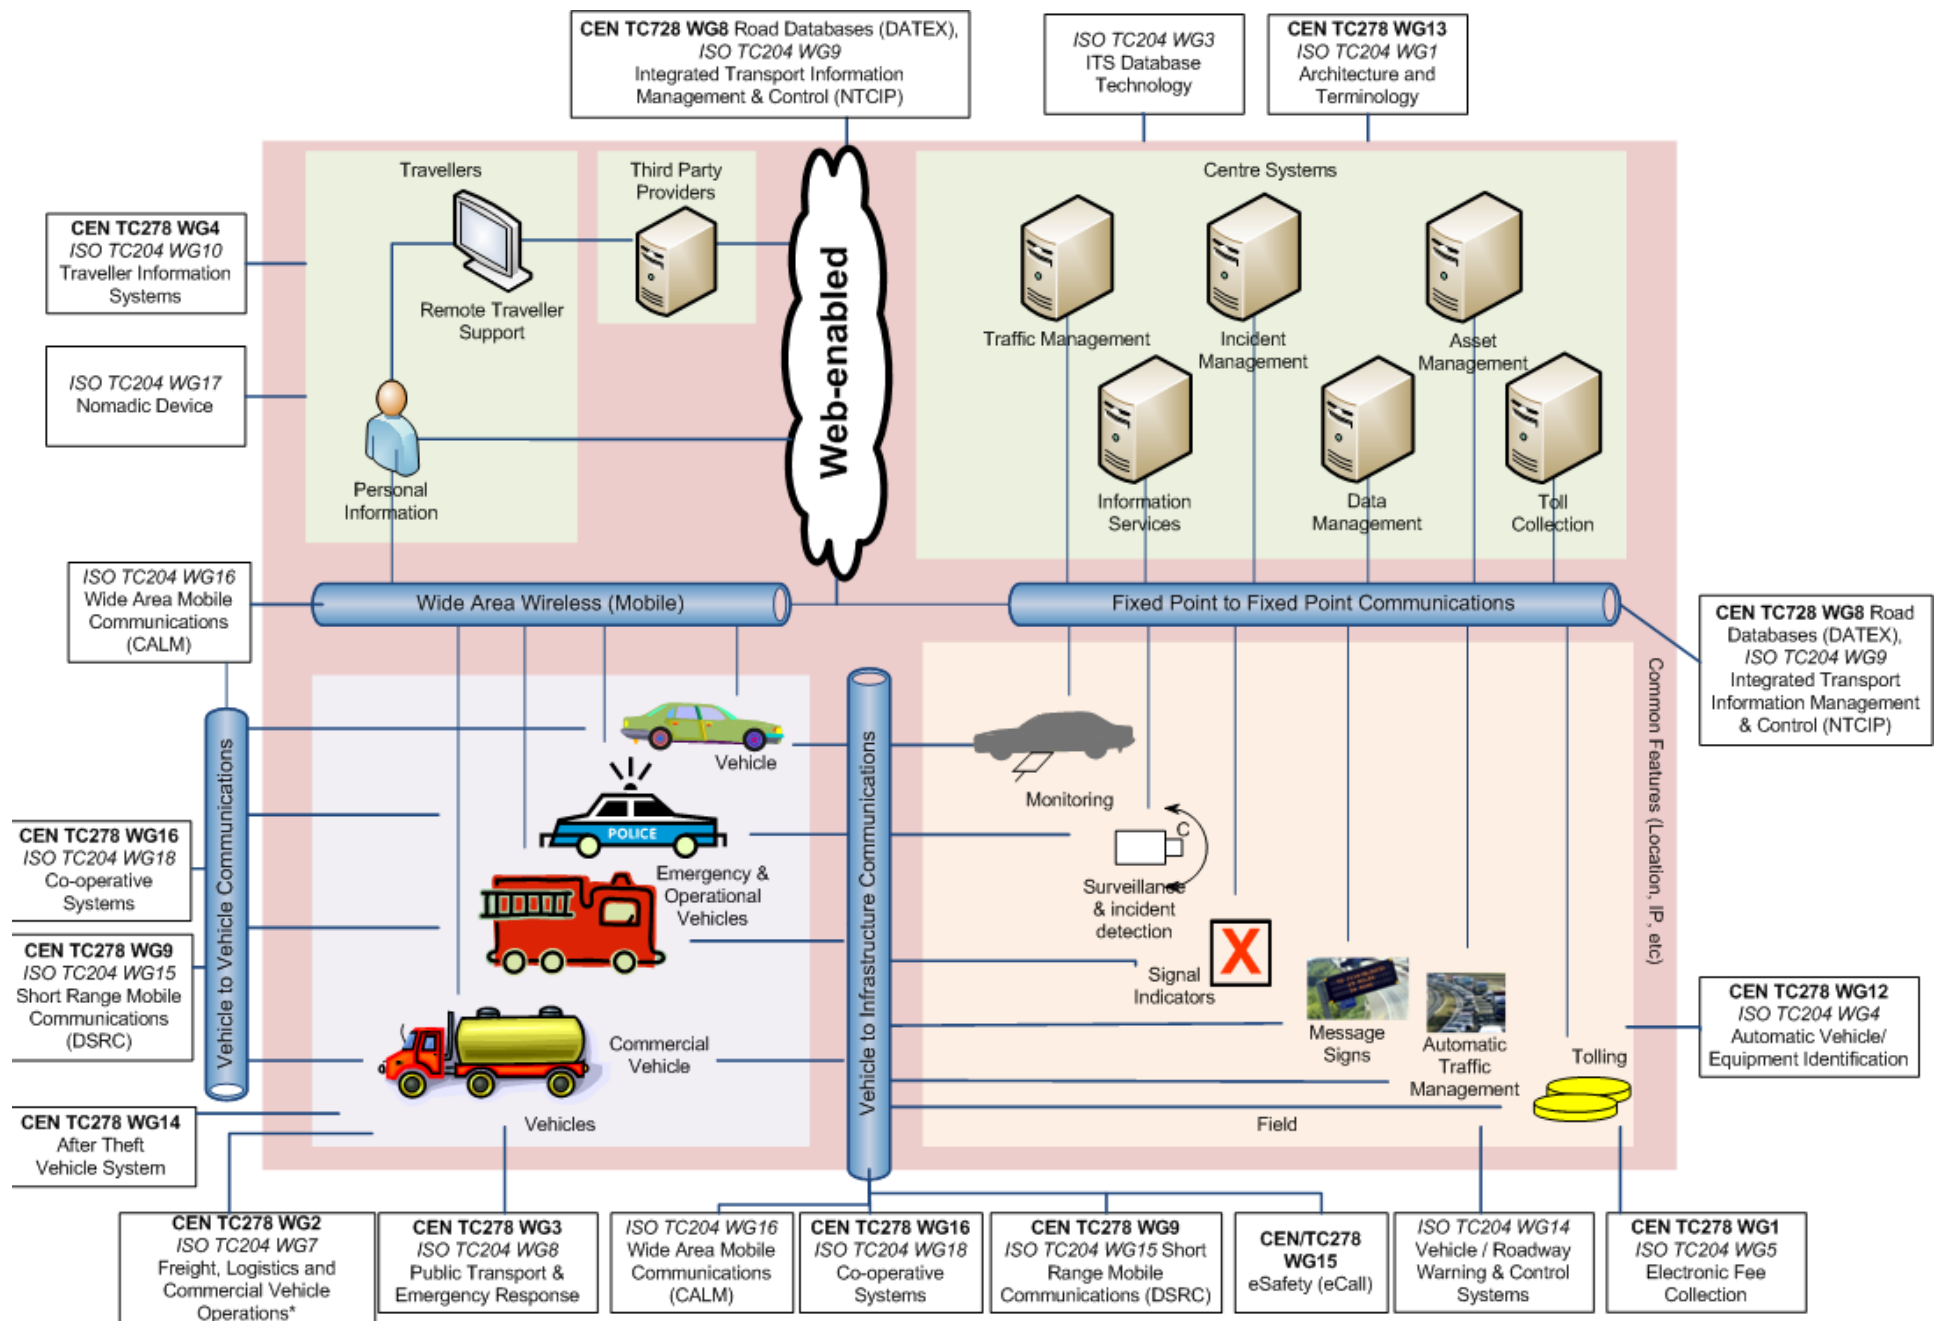 CEN TC728 WG8 Road Databases (DATEX),
ISO TC204 WG9
Integrated Transport Information
Management & Control (NTCIP)
ISO TC204 WG3
ITS Database
Technology
CEN TC278 WG13
ISO TC204 WG1
Architecture and
Terminology
Travellers
Third Party
Providers
Centre Systems
CEN TC278 WG4
ISO TC204 WG10
Traveller Information
Systems
Remote Traveller
Support
Web-enabled
Traffic Management
Incident
Management
Asset
Management
ISO TC204 WG17
Nomadic Device
Personal
Information
Information
Services
Data
Management
Toll
Collection
ISO TC204 WG16
Wide Area Mobile
Communications
(CALM)
Wide Area Wireless (Mobile)
Fixed Point to Fixed Point Communications
CEN TC728 WG8 Road
Databases (DATEX),
ISO TC204 WG9
Integrated Transport
Information Management
& Control (NTCIP)
Common Features (Location, IP, etc)
Vehicle to Vehicle Communications
Vehicle to Infrastructure Communications
Vehicle
Monitoring
POLICE
C
CEN TC278 WG16
ISO TC204 WG18
Co-operative
Systems
Emergency &
Operational
Vehicles
Surveillance
& incident
detection
CEN TC278 WG9
ISO TC204 WG15
Short Range Mobile
Communications
(DSRC)
X
Signal
Indicators
Message
Signs
Automatic
Traffic
Management
Tolling
CEN TC278 WG12
ISO TC204 WG4
Automatic Vehicle/
Equipment Identification
Commercial
Vehicle
CEN TC278 WG14
After Theft
Vehicle System
Vehicles
Field
CEN TC278 WG2
ISO TC204 WG7
Freight, Logistics and
Commercial Vehicle
Operations*
CEN TC278 WG3
ISO TC204 WG8
Public Transport &
Emergency Response
ISO TC204 WG16
Wide Area Mobile
Communications
(CALM)
CEN TC278 WG16
ISO TC204 WG18
Co-operative
Systems
CEN TC278 WG9
ISO TC204 WG15 Short
Range Mobile
Communications (DSRC)
CEN/TC278
WG15
eSafety (eCall)
ISO TC204 WG14
Vehicle / Roadway
Warning & Control
Systems
CEN TC278 WG1
ISO TC204 WG5
Electronic Fee
Collection